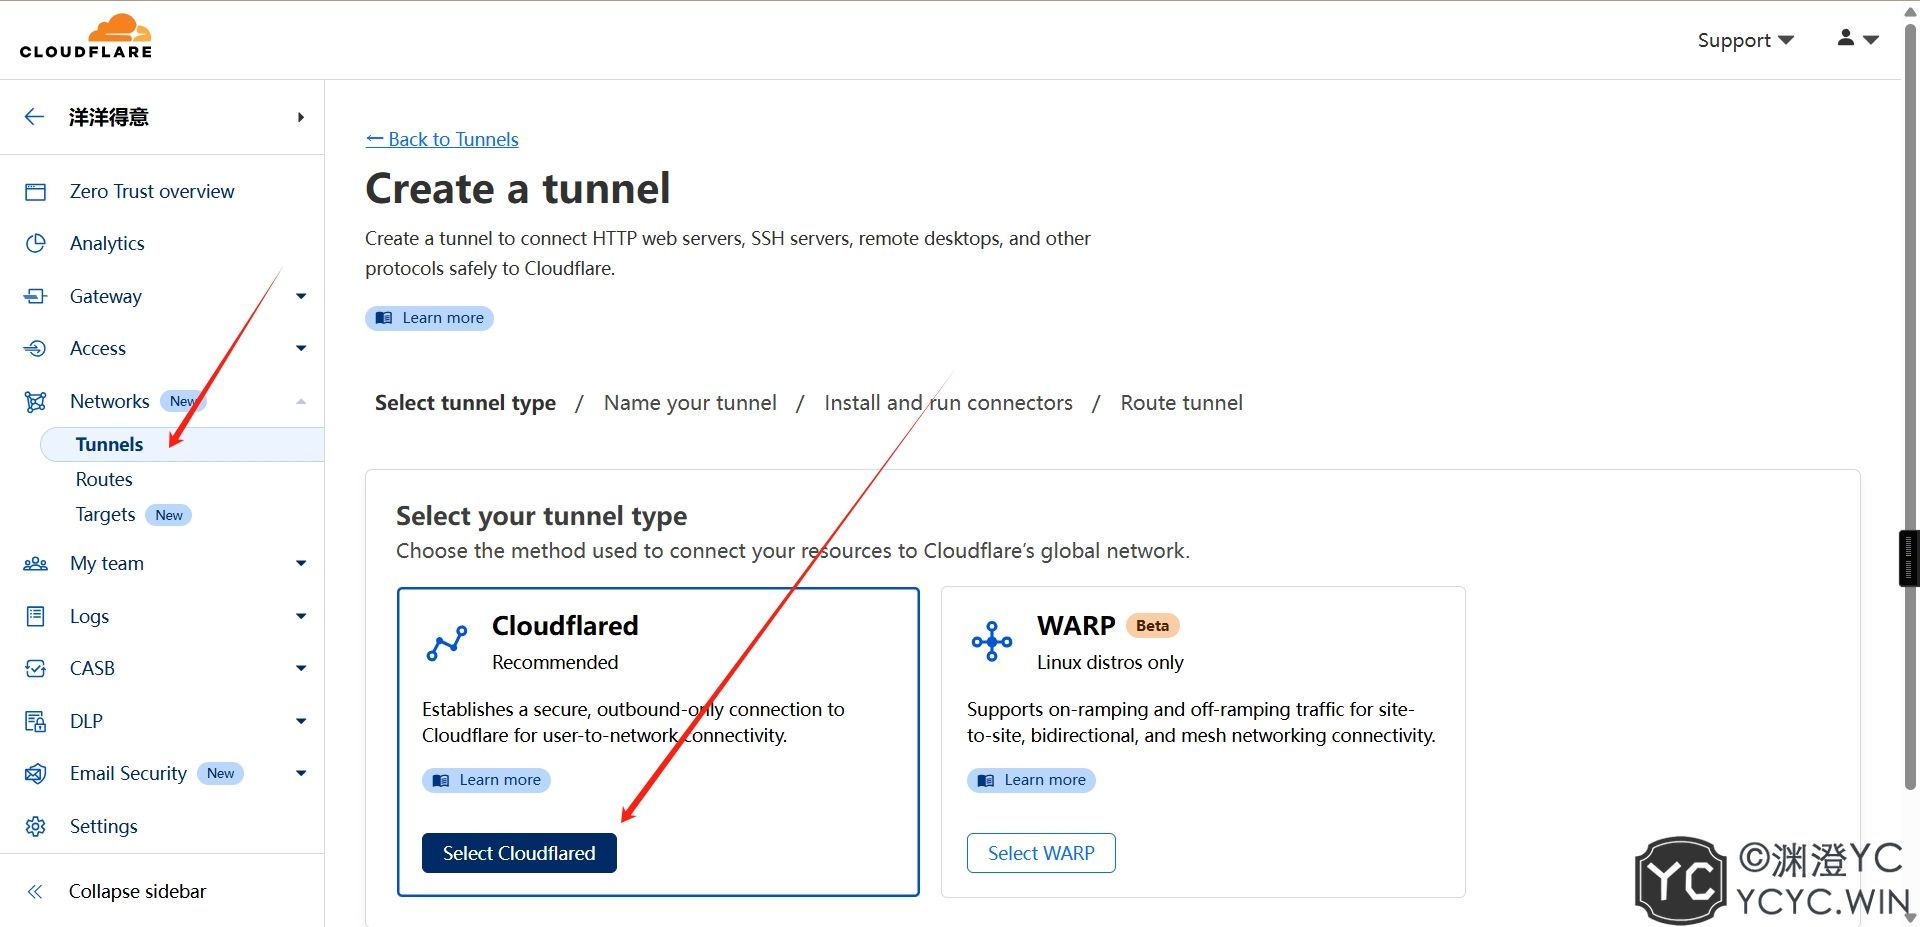 CLOUDFLARE
Support
洋洋得意
Zero Trust overview
Analytics
Gateway
Access
Networks New
Tunnels
Routes
Targets New
My team
Logs
CASB
DLP
Email Security New
Settings
Collapse sidebar
← Back to Tunnels
Create a tunnel
Create a tunnel to connect HTTP web servers, SSH servers, remote desktops, and other
protocols safely to Cloudflare.
Learn more
Select tunnel type / Name your tunnel / Install and run connectors / Route tunnel
Select your tunnel type
Choose the method used to connect your resources to Cloudflare’s global network.
Cloudflared
Recommended
Establishes a secure, outbound-only connection to
Cloudflare for user-to-network connectivity.
Learn more
Select Cloudflared
WARP Beta
Linux distros only
Supports on-ramping and off-ramping traffic for site-
to-site, bidirectional, and mesh networking connectivity.
Learn more
Select WARP
YC
©渊澄YC
YCYC.WIN